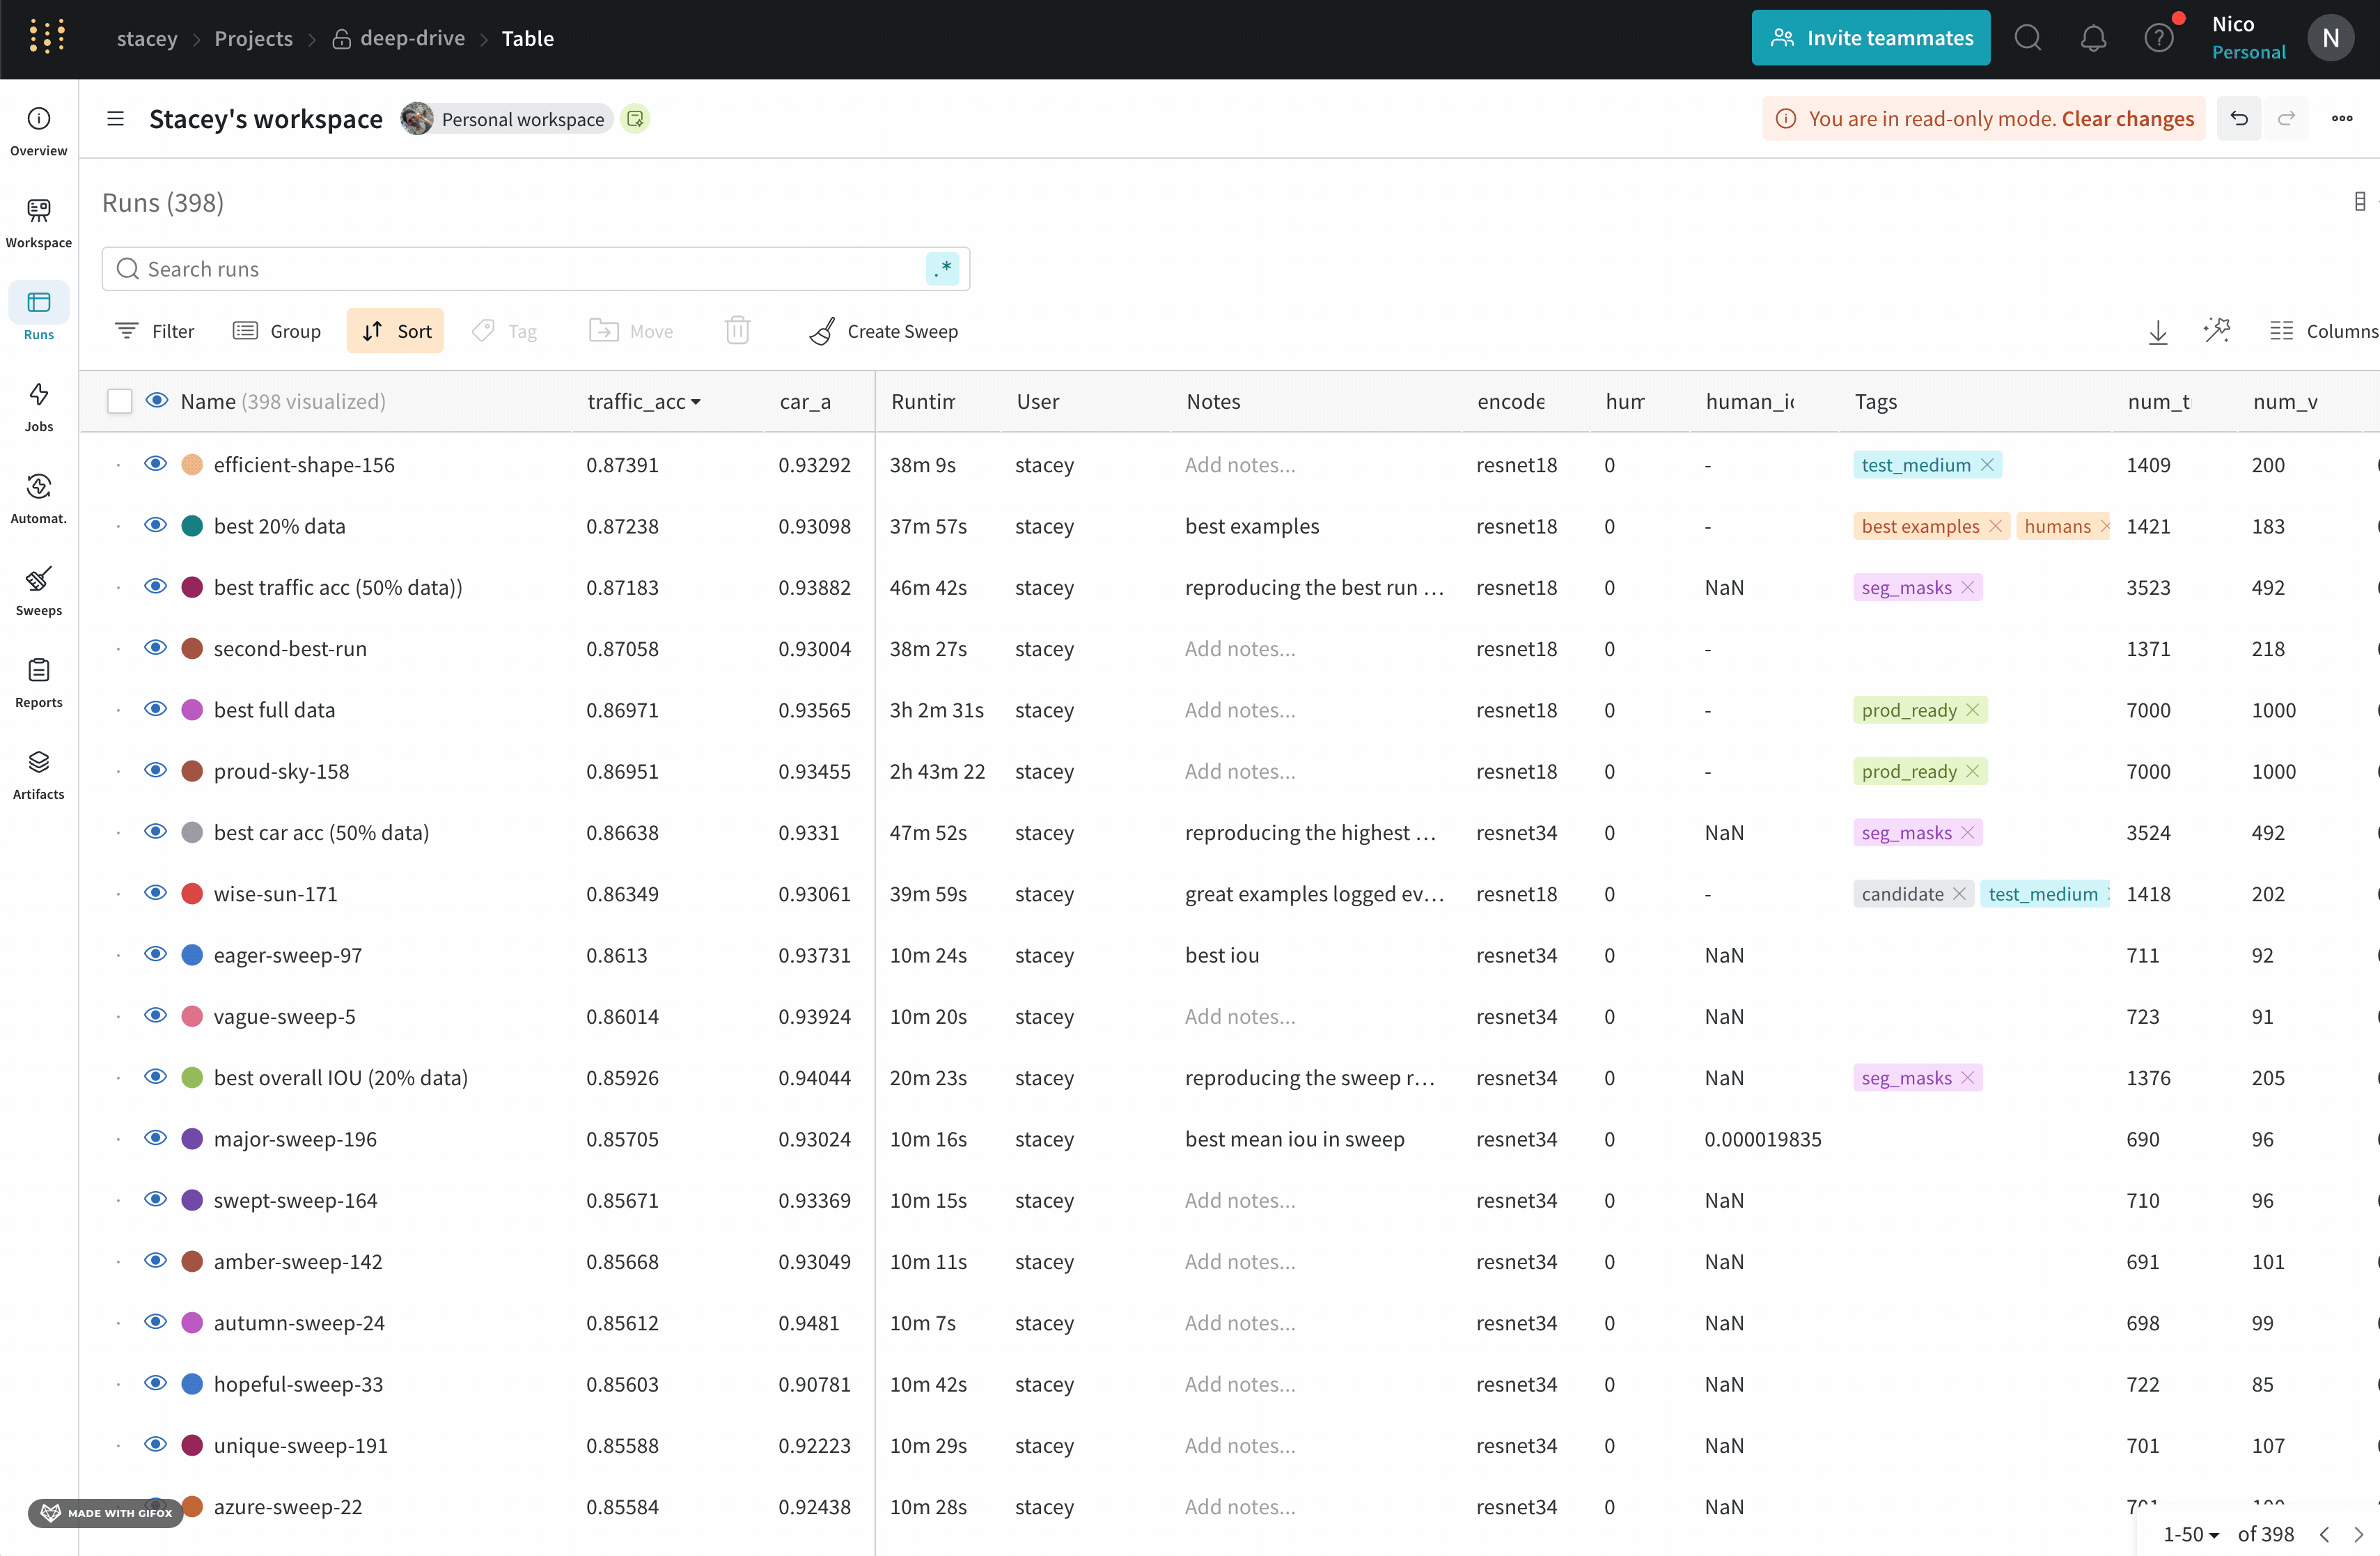 stacey > Projects > deep-drive > Table
Invite teammates
Nico
Personal
N
Stacey's workspace Personal workspace
You are in read-only mode. Clear changes
Overview
Workspace
Runs
Jobs
Automat.
Sweeps
Reports
Artifacts
Runs (398)
Search runs .*
Filter Group Sort Tag Move Create Sweep Columns
Name (398 visualized) traffic_acc car_a Runtin User Notes encode hum human_i Tags num_t num_v
efficient-shape-156 0.87391 0.93292 38m 9s stacey Add notes... resnet18 0 - test_medium 1409 200
best 20% data 0.87238 0.93098 37m 57s stacey best examples resnet18 0 - best examples humans 1421 183
best traffic acc (50% data)) 0.87183 0.93882 46m 42s stacey reproducing the best run ... resnet18 0 NaN seg_masks 3523 492
second-best-run 0.87058 0.93004 38m 27s stacey Add notes... resnet18 0 - 1371 218
best full data 0.86971 0.93565 3h 2m 31s stacey Add notes... resnet18 0 - prod_ready 7000 1000
proud-sky-158 0.86951 0.93455 2h 43m 22 stacey Add notes... resnet18 0 - prod_ready 7000 1000
best car acc (50% data) 0.86638 0.9331 47m 52s stacey reproducing the highest ... resnet34 0 NaN seg_masks 3524 492
wise-sun-171 0.86349 0.93061 39m 59s stacey great examples logged ev... resnet18 0 - candidate test_medium 1418 202
eager-sweep-97 0.8613 0.93731 10m 24s stacey best iou resnet34 0 NaN 711 92
vague-sweep-5 0.86014 0.93924 10m 20s stacey Add notes... resnet34 0 NaN 723 91
best overall IOU (20% data) 0.85926 0.94044 20m 23s stacey reproducing the sweep r... resnet34 0 NaN seg_masks 1376 205
major-sweep-196 0.85705 0.93024 10m 16s stacey best mean iou in sweep resnet34 0 0.000019835 690 96
swept-sweep-164 0.85671 0.93369 10m 15s stacey Add notes... resnet34 0 NaN 710 96
amber-sweep-142 0.85668 0.93049 10m 11s stacey Add notes... resnet34 0 NaN 691 101
autumn-sweep-24 0.85612 0.9481 10m 7s stacey Add notes... resnet34 0 NaN 698 99
hopeful-sweep-33 0.85603 0.90781 10m 42s stacey Add notes... resnet34 0 NaN 722 85
unique-sweep-191 0.85588 0.92223 10m 29s stacey Add notes... resnet34 0 NaN 701 107
azure-sweep-22 0.85584 0.92438 10m 28s stacey Add notes... resnet34 0 NaN
MADE WITH GIFOX
1-50 of 398